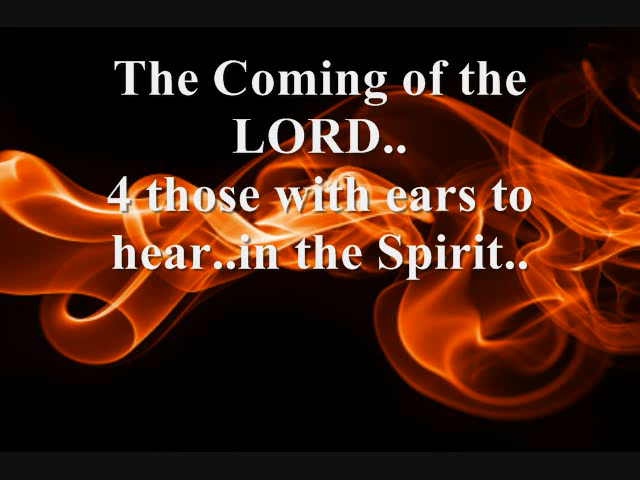 The Coming of the
LORD..
4 those with ears to
hear..in the Spirit..